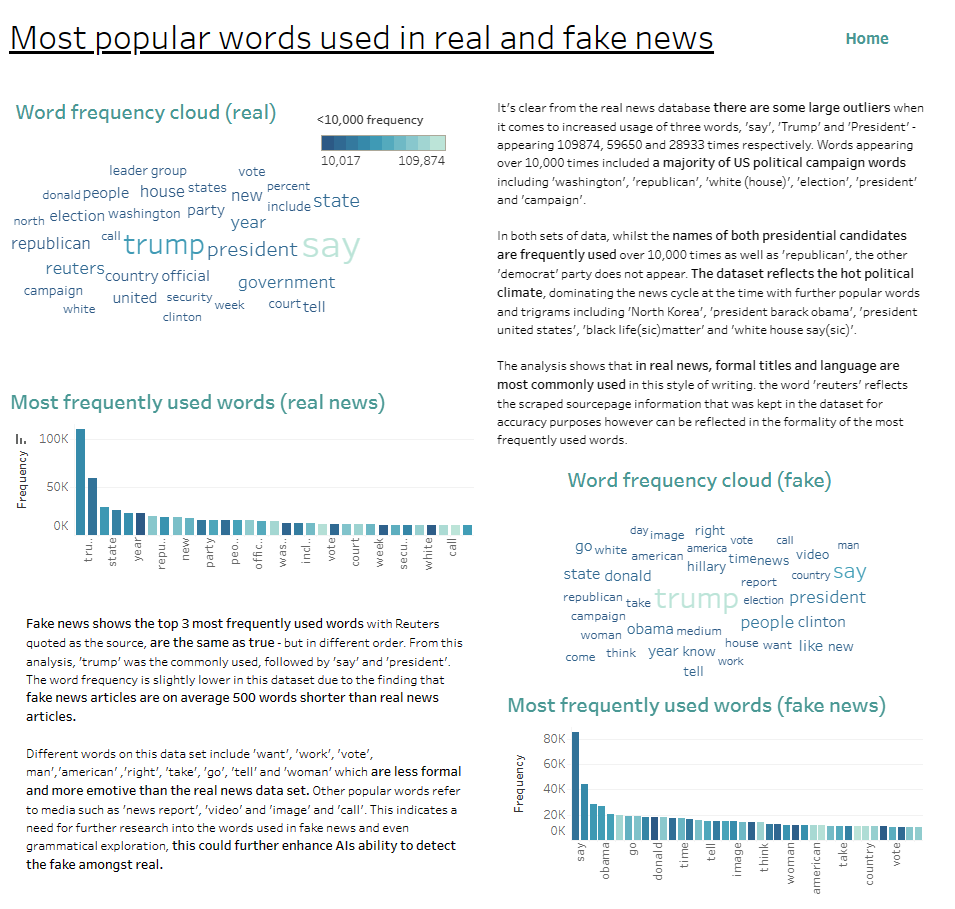 Most popular words used in real and fake news
Home
Word frequency cloud (real)
<10,000 frequency
10,017 109,874
leader group vote
donald people house states new percent
include state
north election washington party
year
republican call trump president say
reuters country official
government
campaign united security week court tell
white
clinton
It's clear from the real news database there are some large outliers when
it comes to increased usage of three words, 'say', 'Trump' and 'President' -
appearing 109874, 59650 and 28933 times respectively. Words appearing
over 10,000 times included a majority of US political campaign words
including 'washington', 'republican', 'white (house)', 'election', 'president'
and 'campaign'.
In both sets of data, whilst the names of both presidential candidates
are frequently used over 10,000 times as well as 'republican', the other
'democrat' party does not appear. The dataset reflects the hot political
climate, dominating the news cycle at the time with further popular words
and trigrams including 'North Korea', 'president barack obama', 'president
united states', 'black life(sic)matter' and 'white house say(sic)'.
The analysis shows that in real news, formal titles and language are
most commonly used in this style of writing. the word 'reuters' reflects
the scraped sourcepage information that was kept in the dataset for
accuracy purposes however can be reflected in the formality of the most
frequently used words.
Most frequently used words (real news)
Frequency
100K
50K
0K
tru.. state year repu.. new party peo.. offic.. was.. ind.. vote court week secu.. white call
Fake news shows the top 3 most frequently used words with Reuters
quoted as the source, are the same as true - but in different order. From this
analysis, 'trump' was the commonly used, followed by 'say' and 'president'.
The word frequency is slightly lower in this dataset due to the finding that
fake news articles are on average 500 words shorter than real news
articles.
Different words on this data set include 'want', 'work', 'vote',
man','american' ,'right', 'take', 'go', 'tell' and 'woman' which are less formal
and more emotive than the real news data set. Other popular words refer
to media such as 'news report', 'video' and 'image' and 'call'. This indicates a
need for further research into the words used in fake news and even
grammatical exploration, this could further enhance AIs ability to detect
the fake amongst real.
Word frequency cloud (fake)
day image right
go white america vote call man
american hillary time news video
state donald report country say
republican take trump election president
campaign
woman obama medium people clinton
come think year know house want like new
tell work
Most frequently used words (fake news)
Frequency
80K
60K
40K
20K
0K
say obama go donald time tell image think woman american take country vote